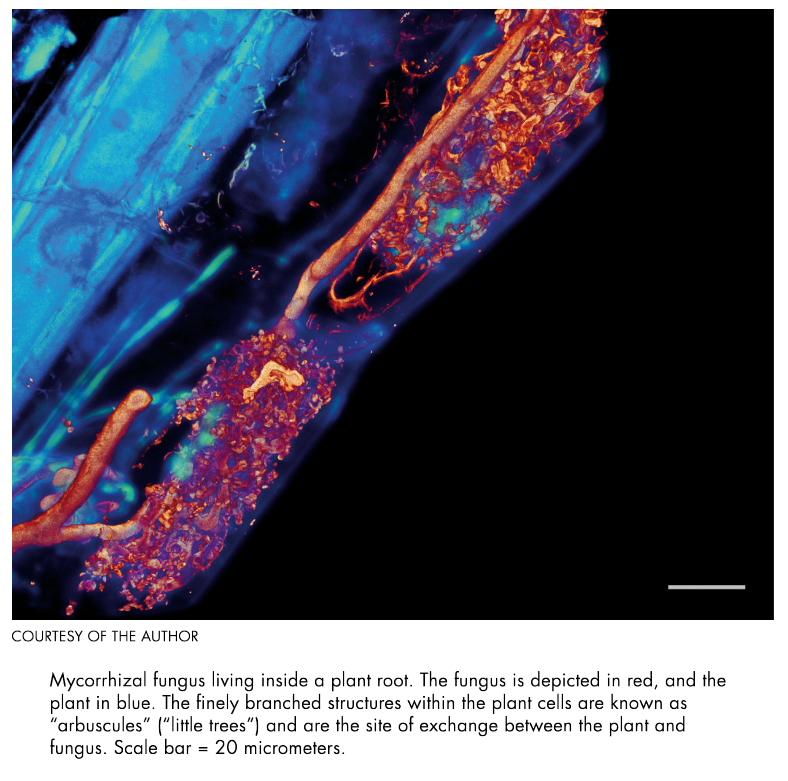 COURTESY OF THE AUTHOR
Mycorrhizal fungus living inside a plant root. The fungus is depicted in red, and the
plant in blue. The finely branched structures within the plant cells are known as
“arbuscules” (“little trees”) and are the site of exchange between the plant and
fungus. Scale bar = 20 micrometers.